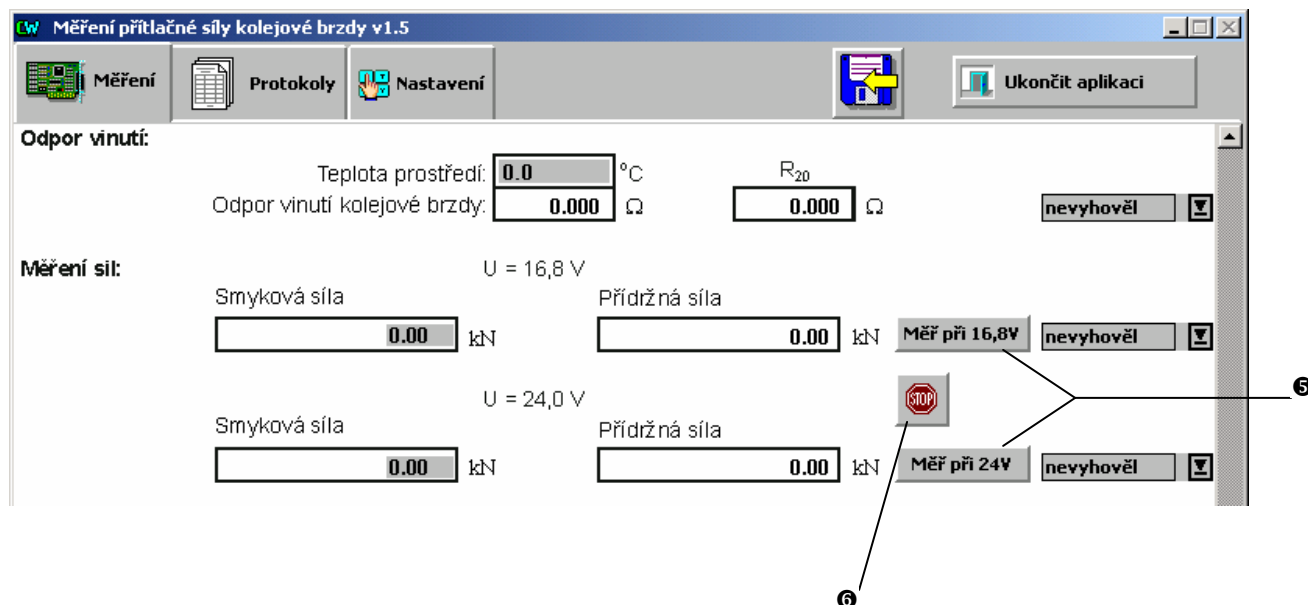 CW Měření přítlačné síly kolejové brzdy v1.5
Měření Protokoly Nastavení Ukončit aplikaci
Odpor vinutí:
Teplota prostředí: 0.0 °C R20
Odpor vinutí kolejové brzdy: 0.000 Ω 0.000 Ω nevyhověl
Měření sil: U = 16,8 V
Smyková síla Přídržná síla
0.00 kN 0.00 kN Měř při 16,8V nevyhověl
❺
U = 24,0 V STOP
Smyková síla Přídržná síla
0.00 kN 0.00 kN Měř při 24V nevyhověl
❻